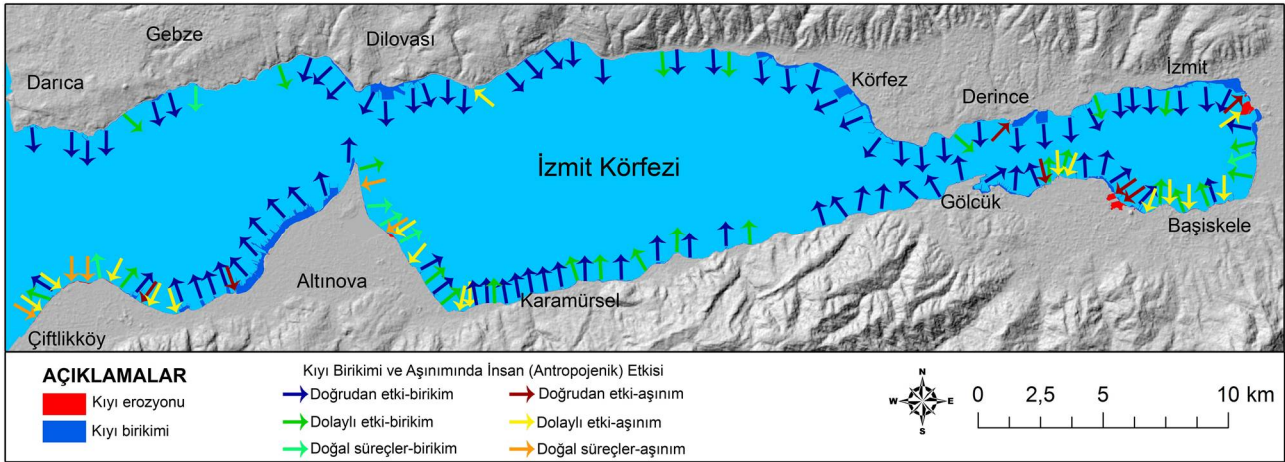 Gebze
Dilovası
Darıca
Körfez
İzmit
Derince
İzmit Körfezi
Gölcük
Başiskele
Altınova
Karamürsel
Çiftlikköy
AÇIKLAMALAR
Kıyı erozyonu
Kıyı birikimi
Kıyı Birikimi ve Aşınımında İnsan (Antropojenik) Etkisi
Doğrudan etki-birikim
Doğrudan etki-aşınım
Dolaylı etki-birikim
Dolaylı etki-aşınım
Doğal süreçler-birikim
Doğal süreçler-aşınım
N
W E
S
0 2,5 5 10 km